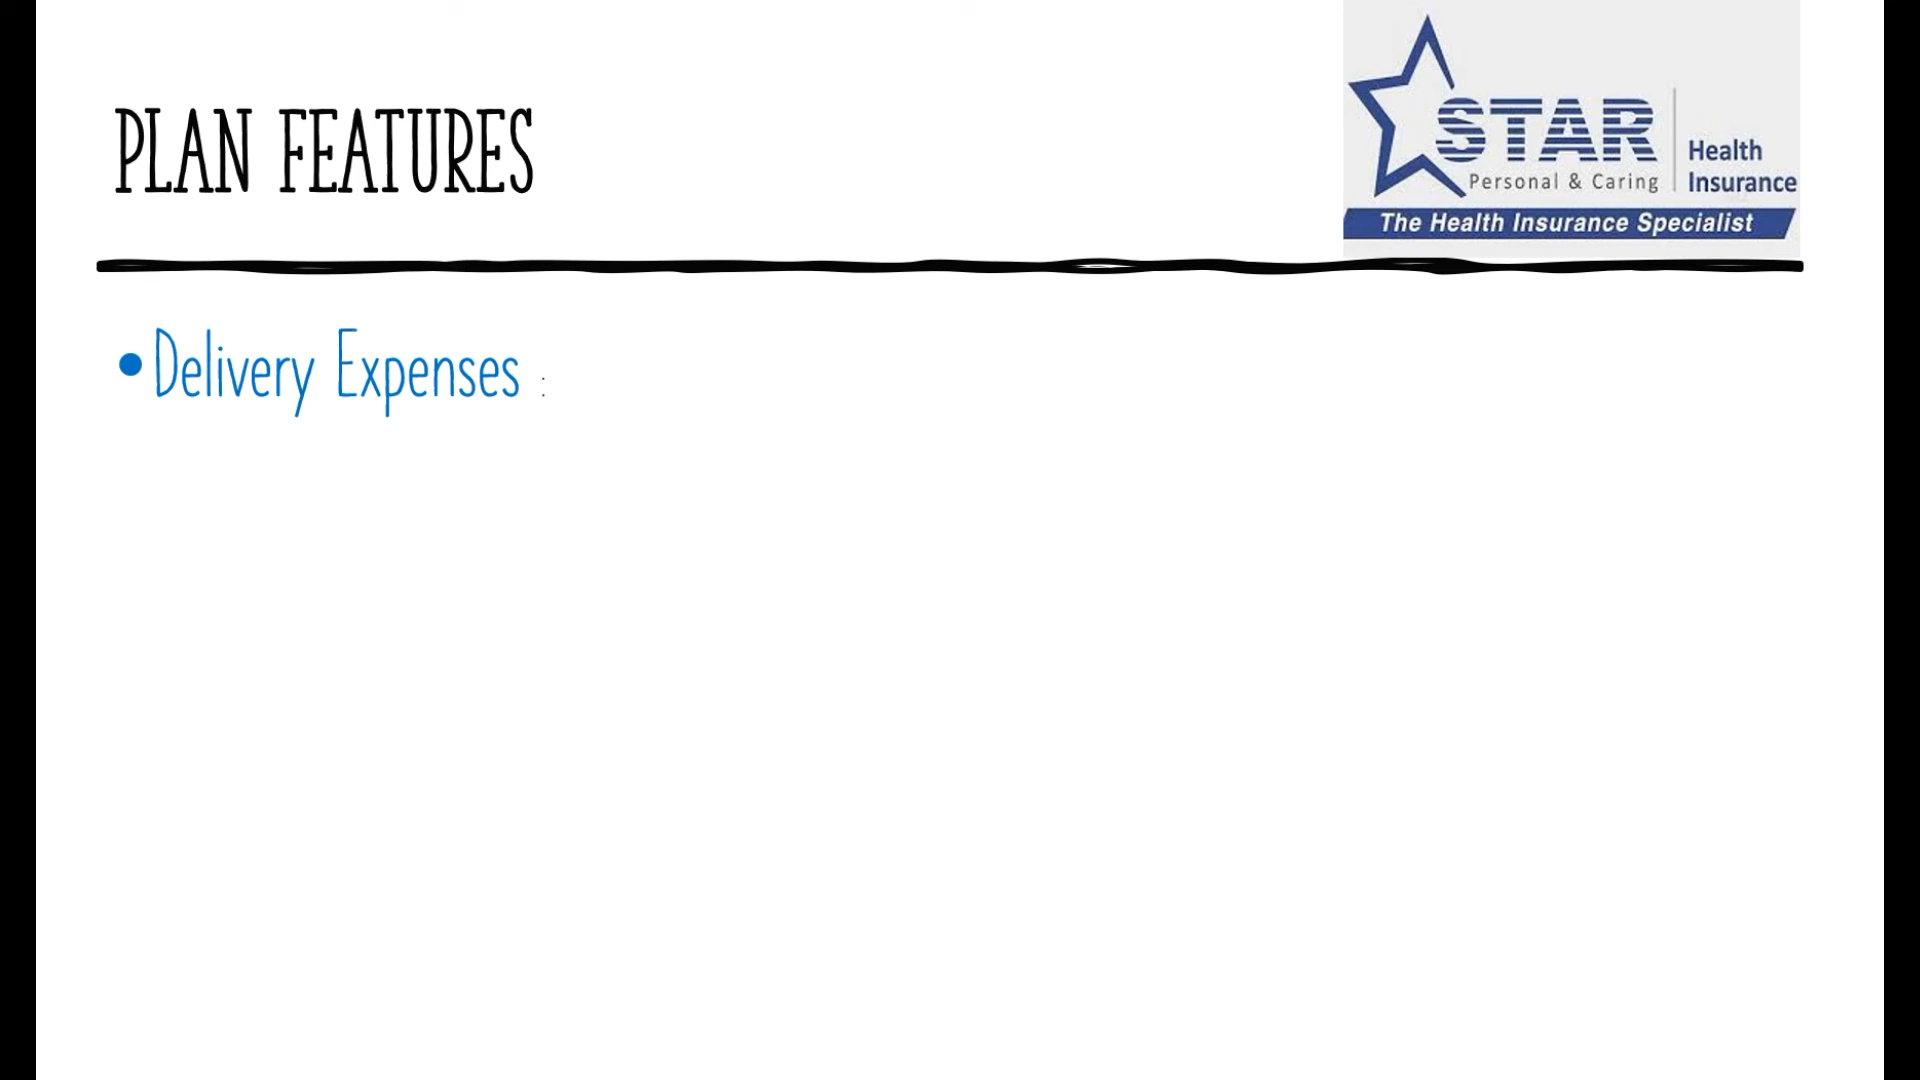 PLAN FEATURES
STAR
Health
Insurance
Personal & Caring
The Health Insurance Specialist
•Delivery Expenses :